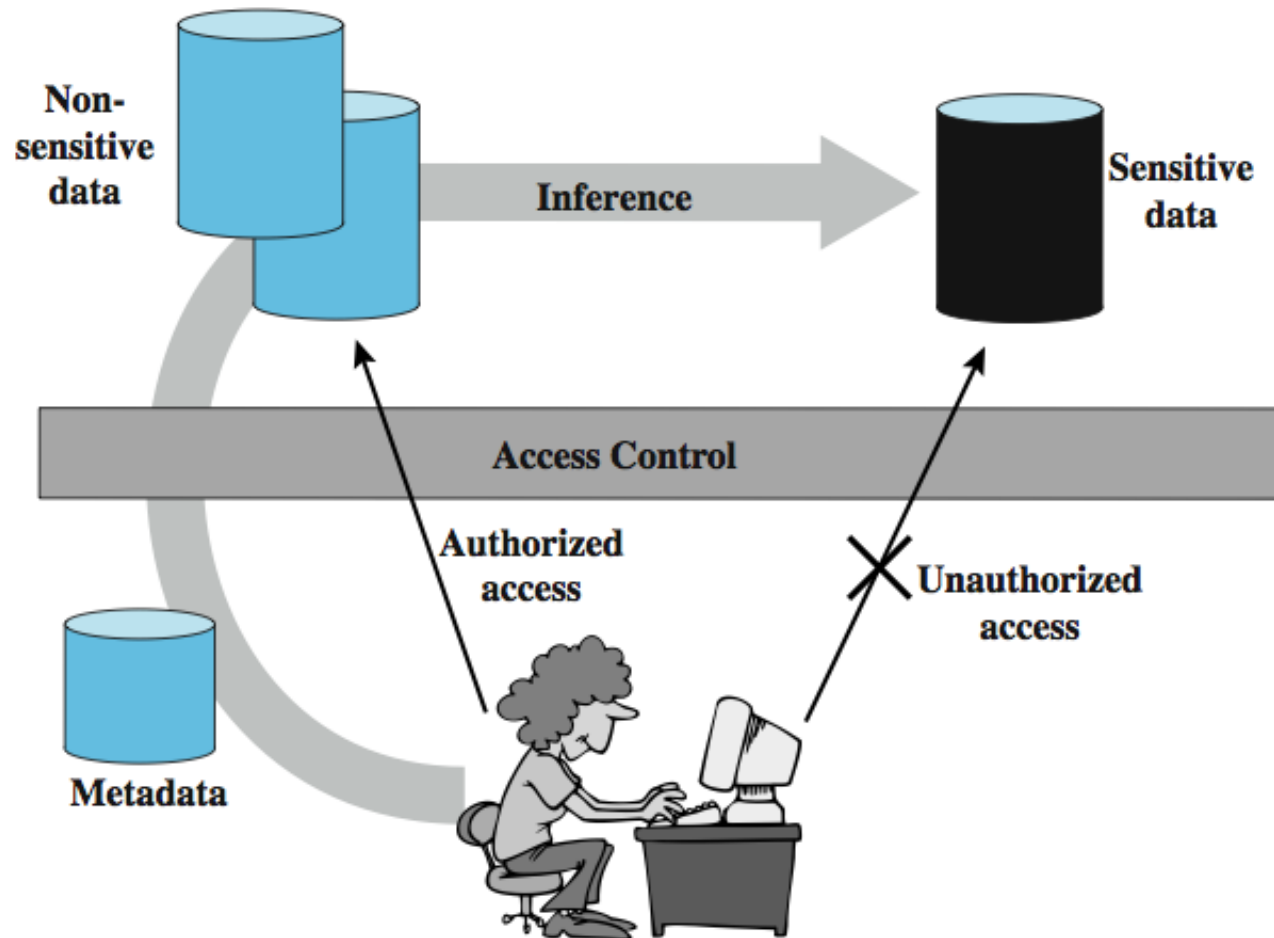 Non-
sensitive
data
Inference
Sensitive
data
Access Control
Authorized
access
Unauthorized
access
Metadata